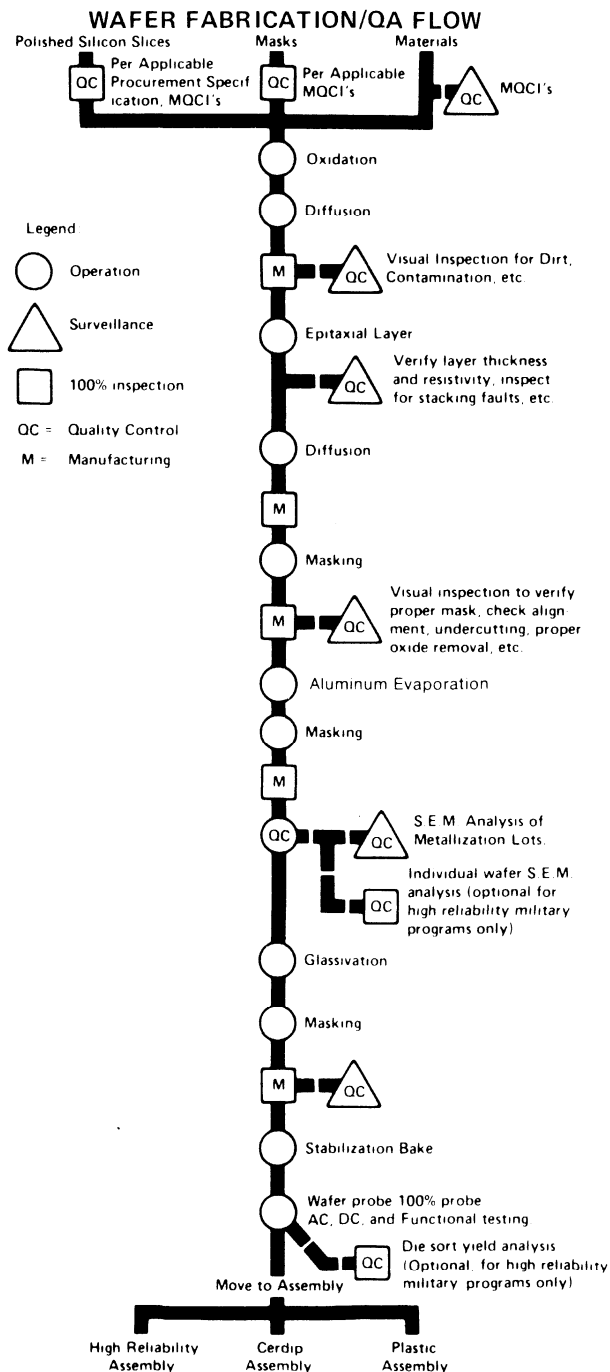 WAFER FABRICATION/QA FLOW
Polished Silicon Slices
Masks
Materials
QC
Per Applicable
Procurement Specif
ication, MQCI's
QC
Per Applicable
MQCI's
QC
MQCI's
Oxidation
Diffusion
Legend
Operation
Surveillance
100% inspection
QC = Quality Control
M = Manufacturing
M
QC
Visual Inspection for Dirt,
Contamination, etc.
Epitaxial Layer
QC
Verify layer thickness
and resistivity, inspect
for stacking faults, etc.
Diffusion
M
Masking
M
QC
Visual inspection to verify
proper mask, check align
ment, undercutting, proper
oxide removal, etc.
Aluminum Evaporation
Masking
M
QC
QC
S.E.M. Analysis of
Metallization Lots.
QC
Individual wafer S.E.M.
analysis (optional for
high reliability military
programs only)
Glassivation
Masking
M
QC
Stabilization Bake
Wafer probe 100% probe
AC, DC, and Functional testing
QC
Die sort yield analysis
(Optional, for high reliability
military programs only)
Move to Assembly
High Reliability
Assembly
Cerdip
Assembly
Plastic
Assembly